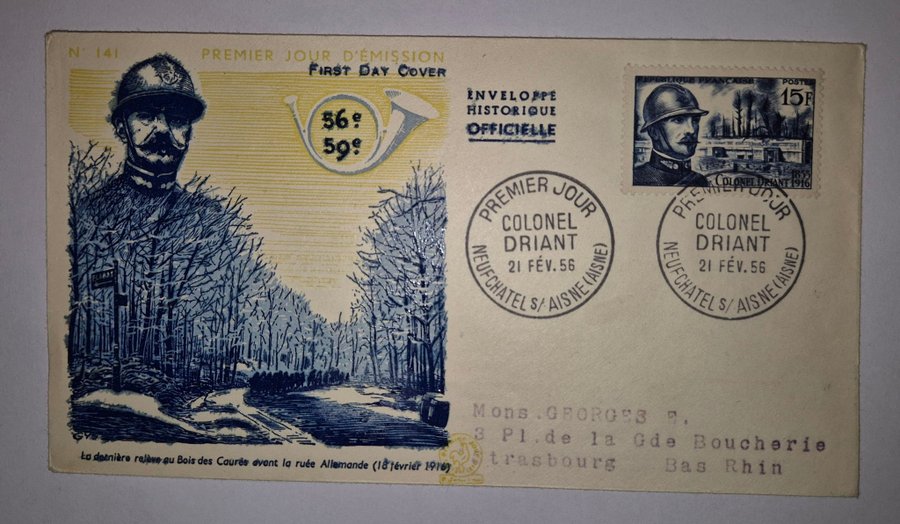 N° 141 PREMIER JOUR D'ÉMISSION
FIRST DAY COVER
56e
59e
GYS
La dernière relève au Bois des Caures avant la ruée Allemande (18 février 1916)
ENVELOPPE
HISTORIQUE
OFFICIELLE
RÉPUBLIQUE FRANÇAISE POSTES
15F
COLONEL DRIANT 1855
1916
PREMIER JOUR
COLONEL
DRIANT
21 FÉV. 56
NEUFCHATEL S/ AISNE (AISNE)
PREMIER JOUR
COLONEL
DRIANT
21 FÉV. 56
NEUFCHATEL S/ AISNE (AISNE)
Mons.GEORGES E.
3 Pl.de la Gde Boucherie
trasbourg Bas Rhin